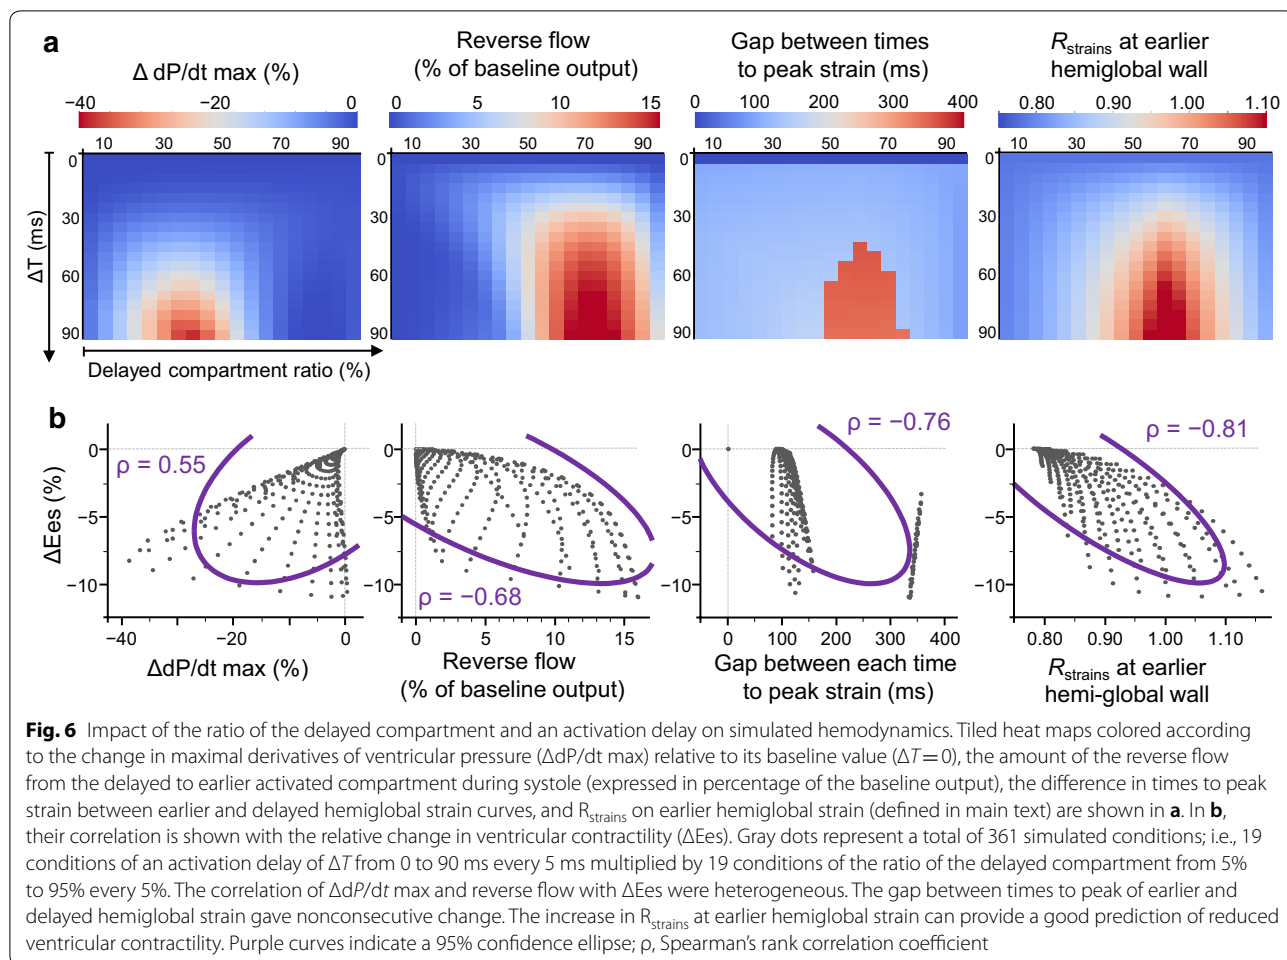 a
Δ dP/dt max (%)
Reverse flow
(% of baseline output)
Gap between times
to peak strain (ms)
Rstrains at earlier
hemiglobal wall
−40 −20 0
0 5 10 15
0 100 200 300 400
0.80 0.90 1.00 1.10
10 30 50 70 90
10 30 50 70 90
10 30 50 70 90
10 30 50 70 90
0
30
60
90
0
30
60
90
0
30
60
90
0
30
60
90
ΔT (ms)
Delayed compartment ratio (%)
b
ΔEes (%)
0
−5
−10
ρ = 0.55
−40 −20 0
ΔdP/dt max (%)
0
−5
−10
ρ = −0.68
0 5 10 15
Reverse flow
(% of baseline output)
0
−5
−10
ρ = −0.76
0 100 200 300 400
Gap between each time
to peak strain (ms)
0
−5
−10
ρ = −0.81
0.80 0.90 1.00 1.10
Rstrains at earlier
hemi-global wall
Fig. 6 Impact of the ratio of the delayed compartment and an activation delay on simulated hemodynamics. Tiled heat maps colored according
to the change in maximal derivatives of ventricular pressure (ΔdP/dt max) relative to its baseline value (ΔT = 0), the amount of the reverse flow
from the delayed to earlier activated compartment during systole (expressed in percentage of the baseline output), the difference in times to peak
strain between earlier and delayed hemiglobal strain curves, and Rstrains on earlier hemiglobal strain (defined in main text) are shown in a. In b,
their correlation is shown with the relative change in ventricular contractility (ΔEes). Gray dots represent a total of 361 simulated conditions; i.e., 19
conditions of an activation delay of ΔT from 0 to 90 ms every 5 ms multiplied by 19 conditions of the ratio of the delayed compartment from 5%
to 95% every 5%. The correlation of ΔdP/dt max and reverse flow with ΔEes were heterogeneous. The gap between times to peak of earlier and
delayed hemiglobal strain gave nonconsecutive change. The increase in Rstrains at earlier hemiglobal strain can provide a good prediction of reduced
ventricular contractility. Purple curves indicate a 95% confidence ellipse; ρ, Spearman's rank correlation coefficient